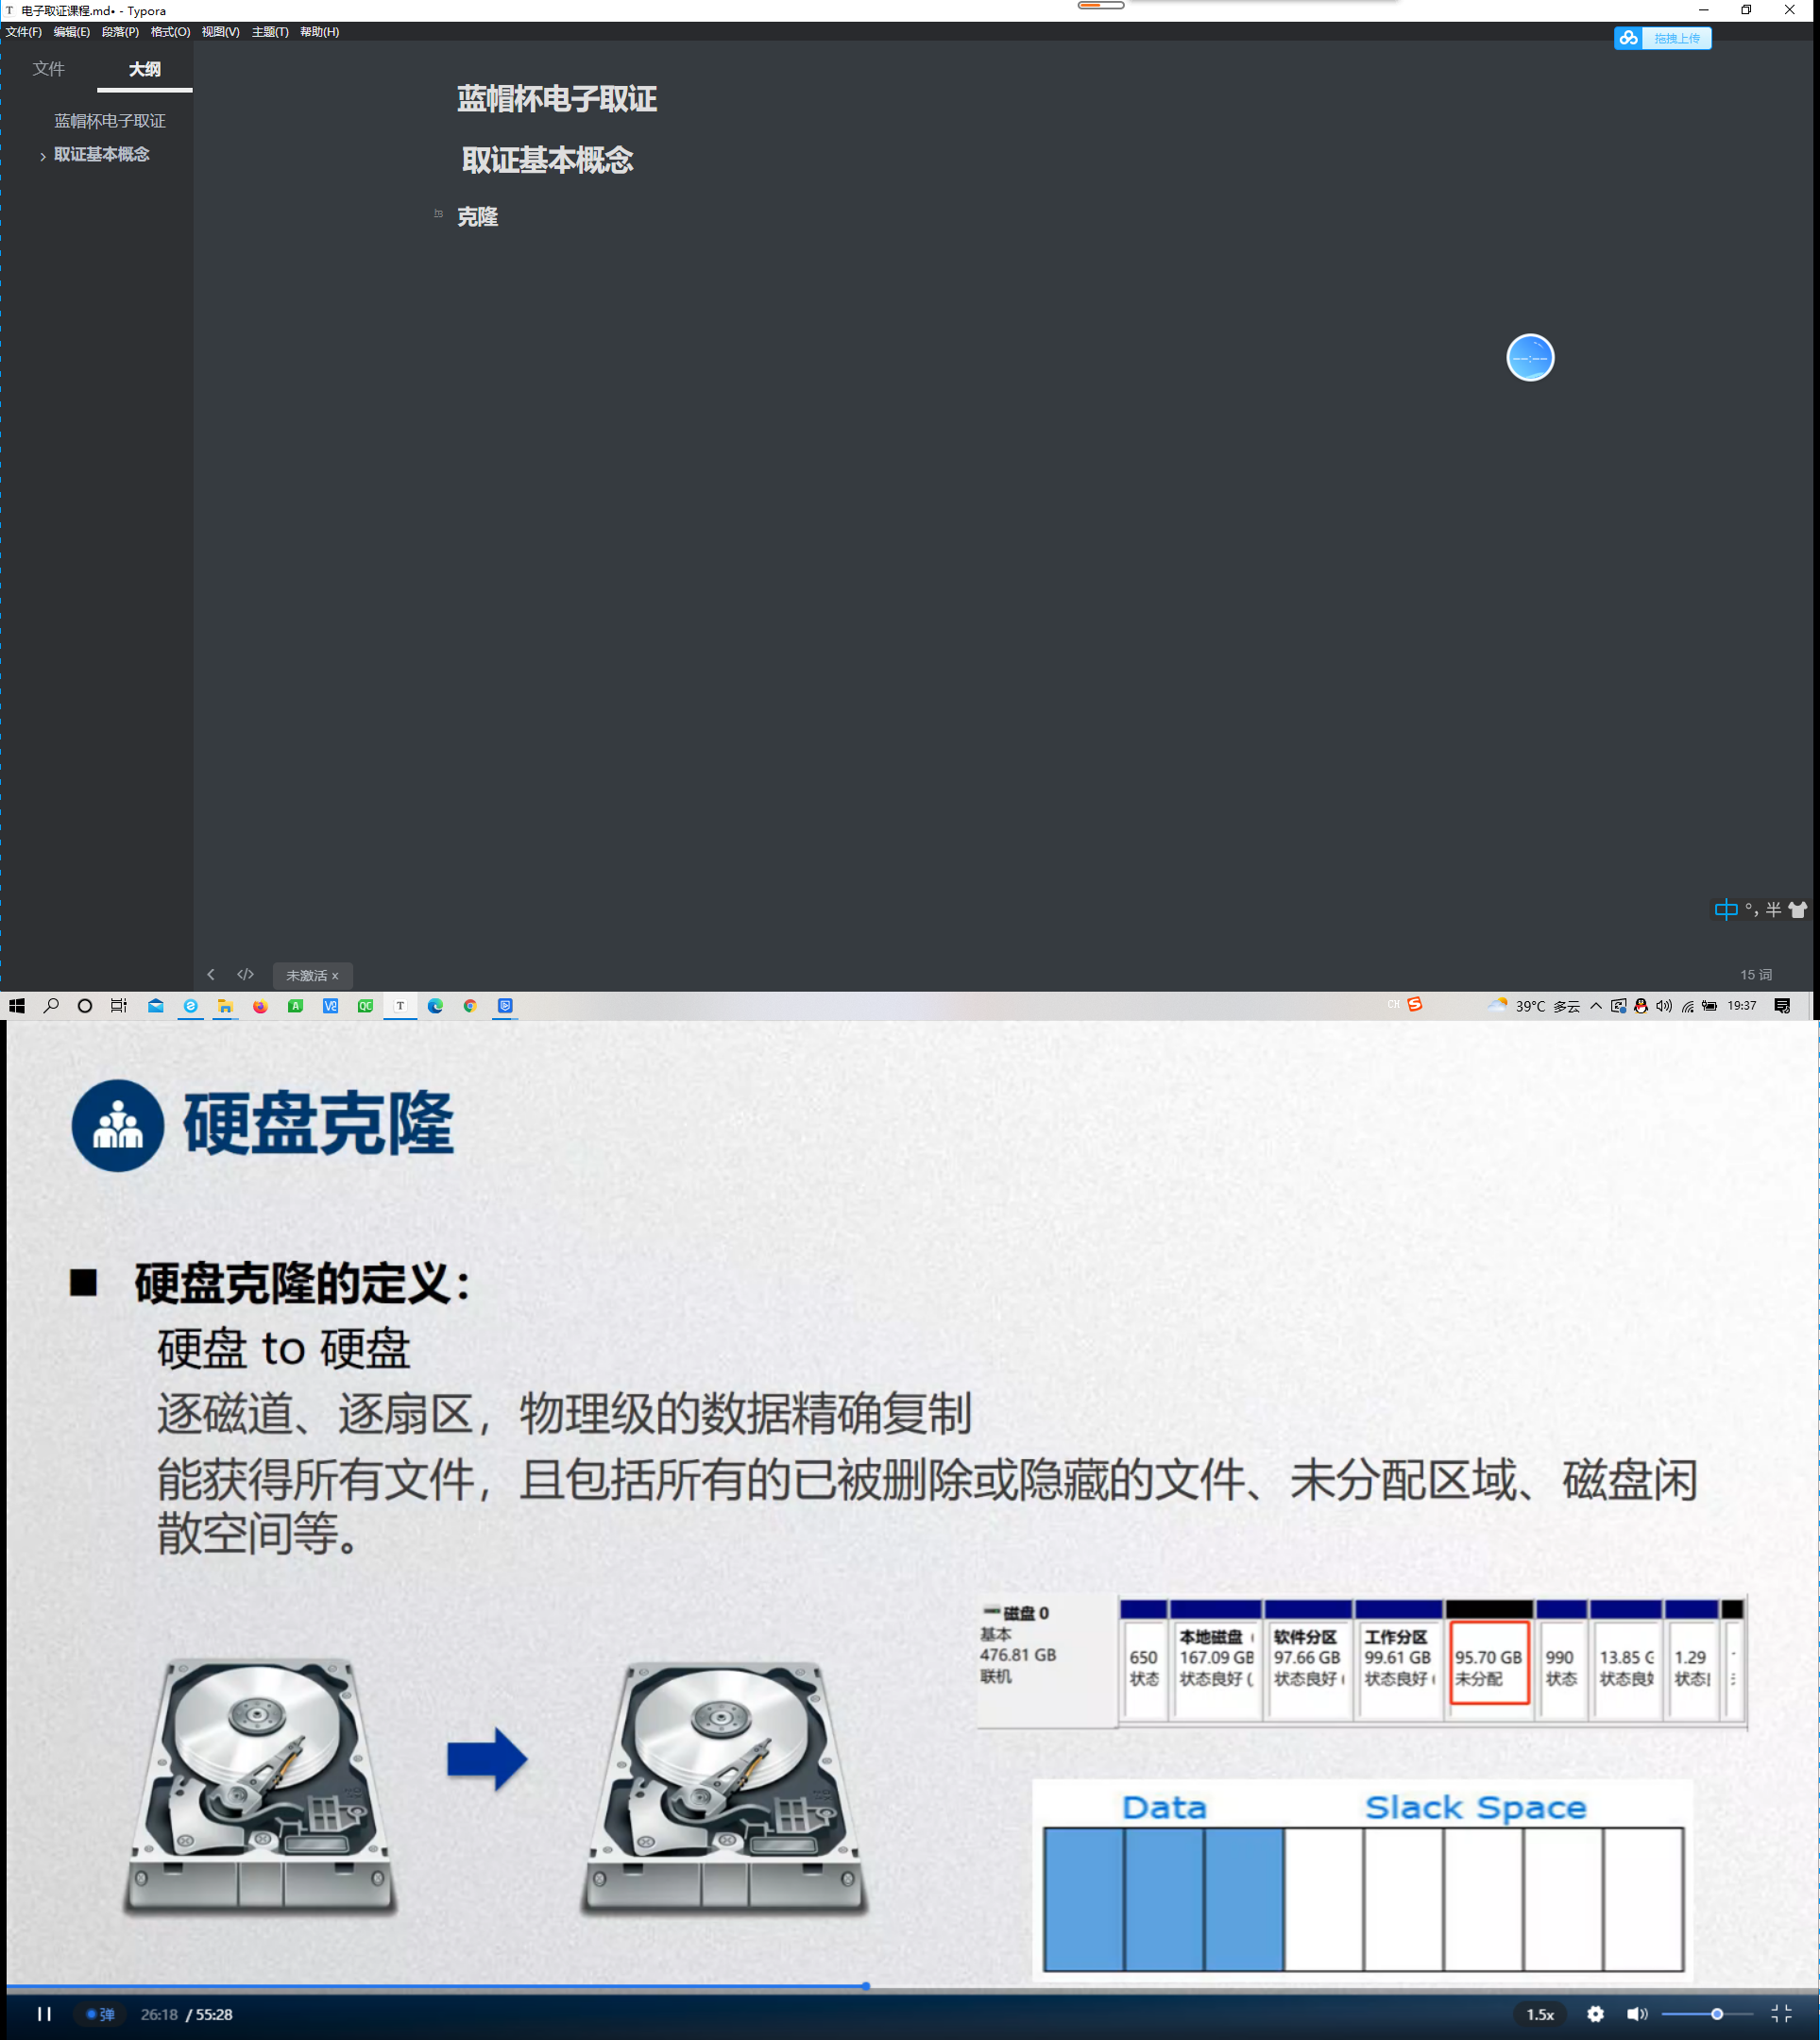 电子取证课程.md• - Typora
文件(F) 编辑(E) 段落(P) 格式(O) 视图(V) 主题(T) 帮助(H)
拖拽上传
文件 大纲
蓝帽杯电子取证
取证基本概念
蓝帽杯电子取证
取证基本概念
h3 克隆
--:--
中 °, 半
</> 未激活 x
15 词
CH 39°C 多云 19:37
硬盘克隆
■ 硬盘克隆的定义：
硬盘 to 硬盘
逐磁道、逐扇区，物理级的数据精确复制
能获得所有文件，且包括所有的已被删除或隐藏的文件、未分配区域、磁盘闲
散空间等。
磁盘 0
基本
476.81 GB
联机
650
状态
本地磁盘 (
167.09 GB
状态良好 (
软件分区
97.66 GB
状态良好 (
工作分区
99.61 GB
状态良好 (
95.70 GB
未分配
990
状态
13.85 G
状态良好
1.29
状态
Data Slack Space
弹 26:18 / 55:28
1.5x